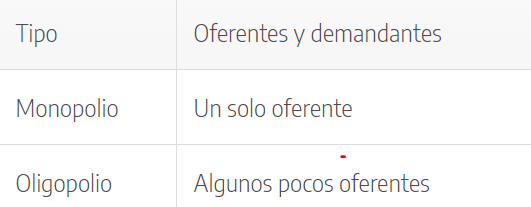 Tipo Oferentes y demandantes
Monopolio Un solo oferente
Oligopolio Algunos pocos oferentes